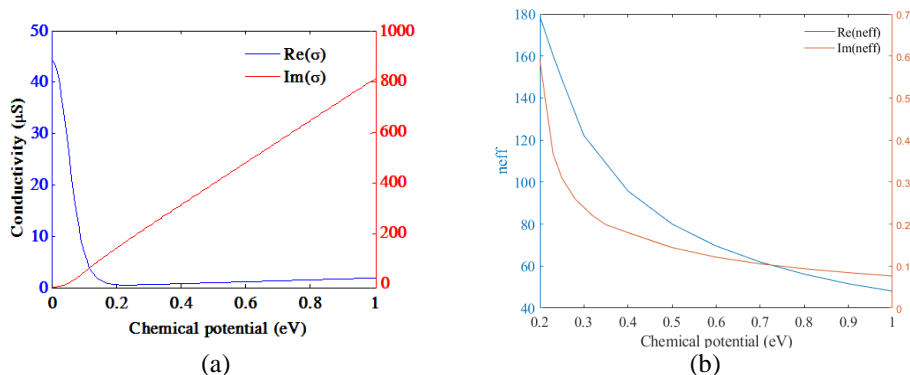 50
40
30
20
10
0
Conductivity (μS)
1000
800
600
400
200
0
Re(σ)
Im(σ)
0 0.2 0.4 0.6 0.8 1
Chemical potential (eV)
(a)
180
160
140
120
100
80
60
40
neff
0.7
0.6
0.5
0.4
0.3
0.2
0.1
0
Re(neff)
Im(neff)
0.2 0.3 0.4 0.5 0.6 0.7 0.8 0.9 1
Chemical potential (eV)
(b)